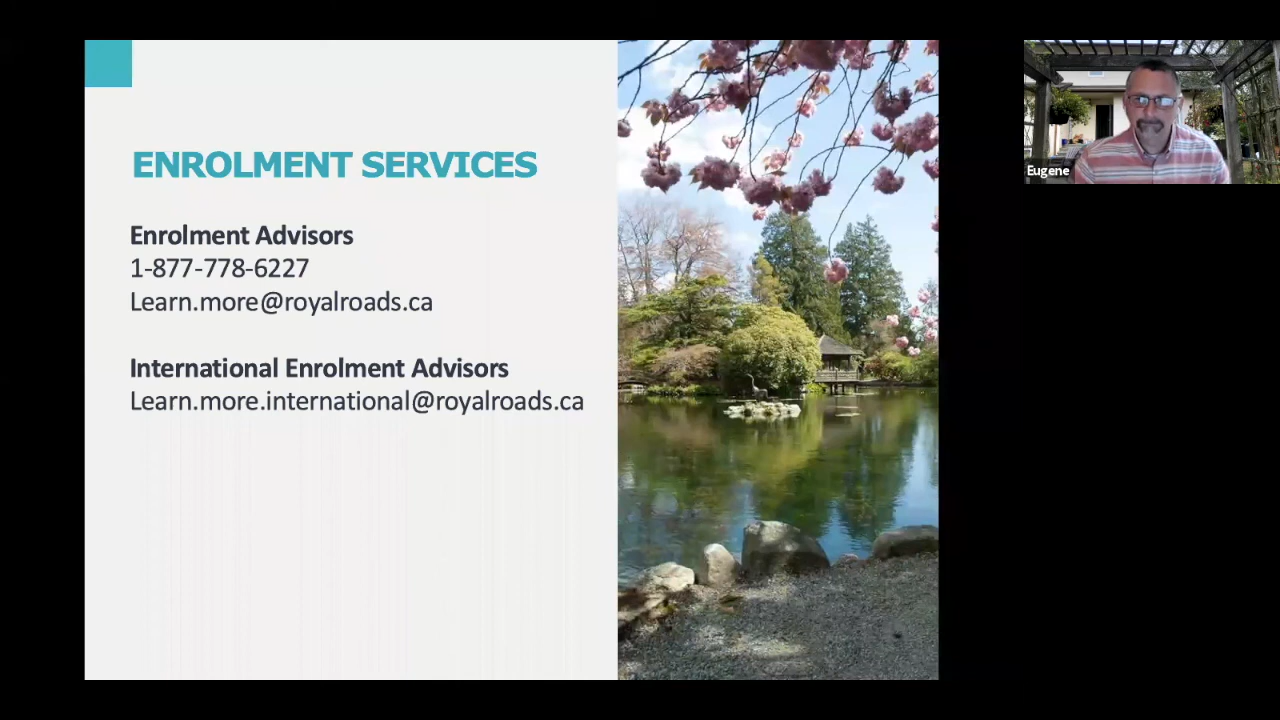 ENROLMENT SERVICES
Enrolment Advisors
1-877-778-6227
Learn.more@royalroads.ca
International Enrolment Advisors
Learn.more.international@royalroads.ca
Eugene